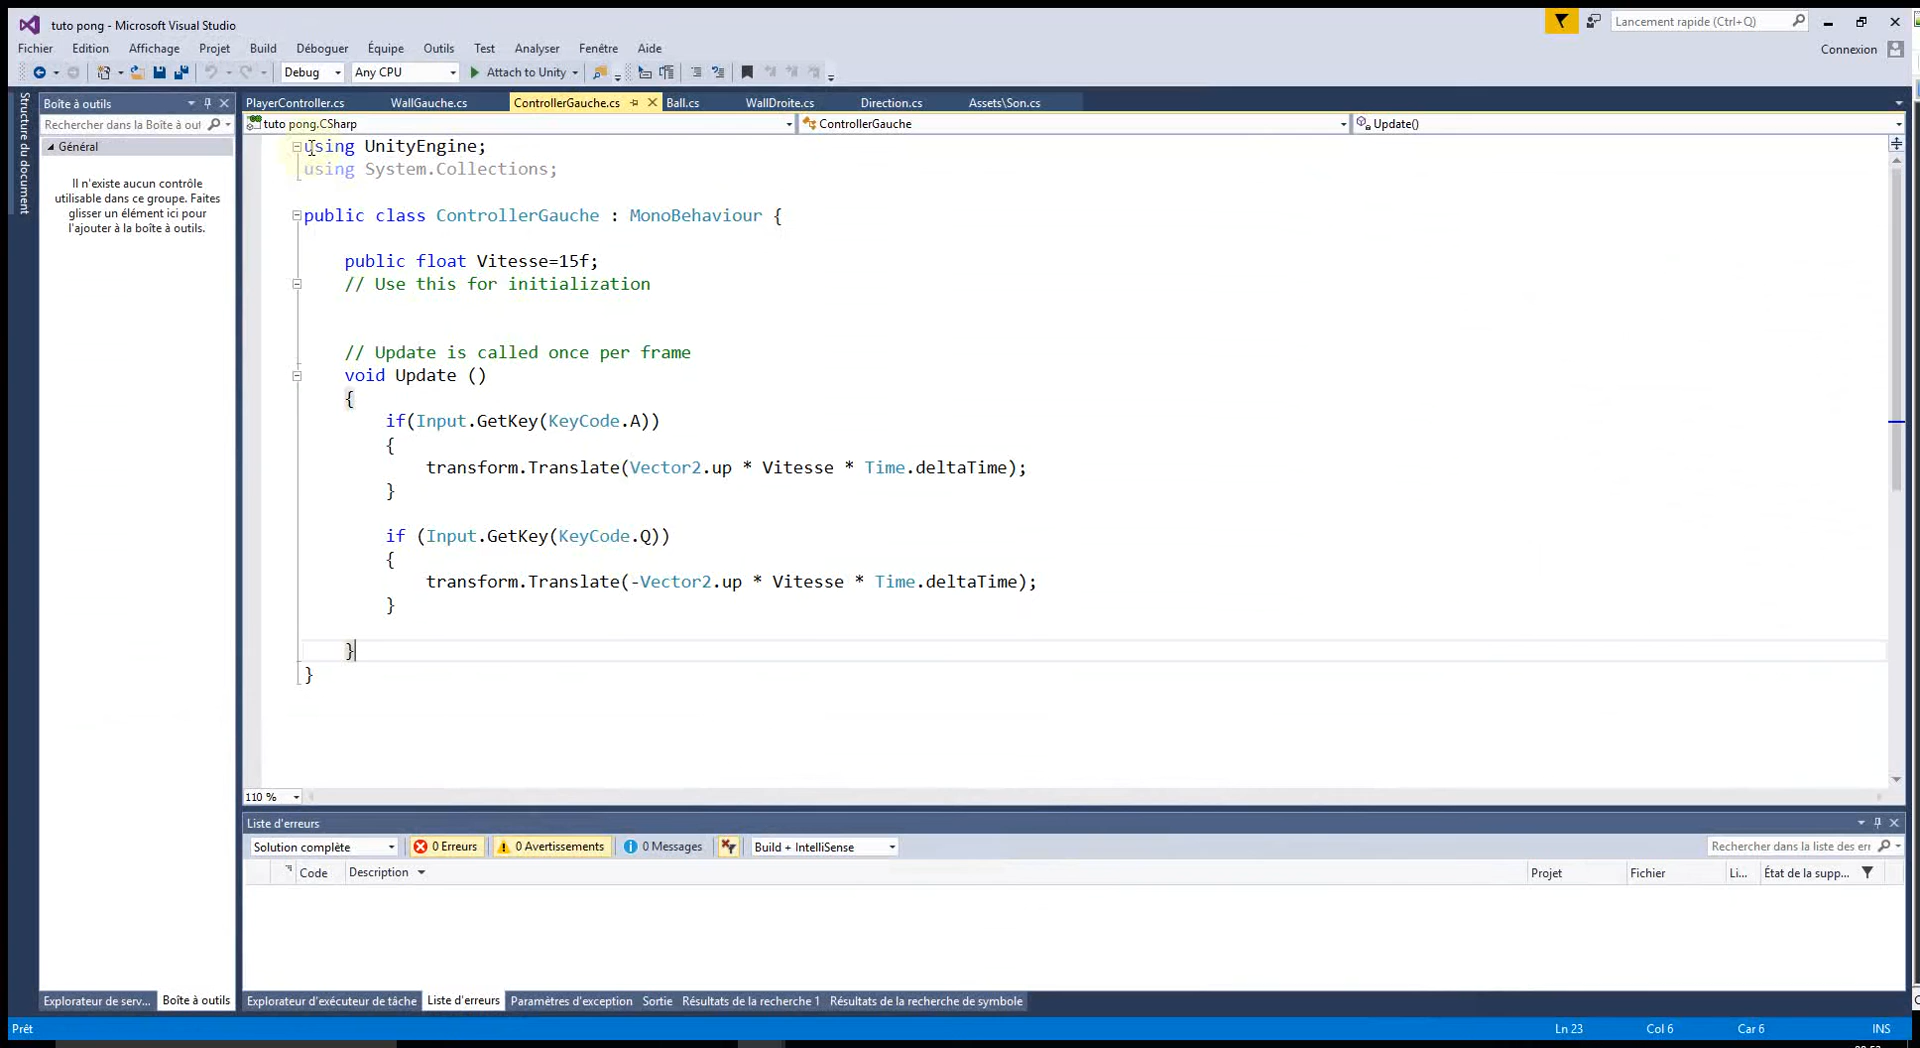 tuto pong - Microsoft Visual Studio
Lancement rapide (Ctrl+Q)
Fichier Edition Affichage Projet Build Déboguer Équipe Outils Test Analyser Fenêtre Aide
Connexion
Debug Any CPU Attach to Unity
Structure du document
Boîte à outils
Rechercher dans la Boîte à out
Général
Il n'existe aucun contrôle
utilisable dans ce groupe. Faites
glisser un élément ici pour
l'ajouter à la boîte à outils.
PlayerController.cs WallGauche.cs ControllerGauche.cs Ball.cs WallDroite.cs Direction.cs Assets\Son.cs
tuto pong.CSharp ControllerGauche Update()
using UnityEngine;
using System.Collections;
public class ControllerGauche : MonoBehaviour {
public float Vitesse=15f;
// Use this for initialization
// Update is called once per frame
void Update ()
{
if(Input.GetKey(KeyCode.A))
{
transform.Translate(Vector2.up * Vitesse * Time.deltaTime);
}
if (Input.GetKey(KeyCode.Q))
{
transform.Translate(-Vector2.up * Vitesse * Time.deltaTime);
}
}
}
110 %
Liste d'erreurs
Solution complète 0 Erreurs 0 Avertissements 0 Messages Build + IntelliSense
Rechercher dans la liste des err
Code Description Projet Fichier Li... État de la supp...
Explorateur de serv... Boîte à outils
Explorateur d'exécuteur de tâche Liste d'erreurs Paramètres d'exception Sortie Résultats de la recherche 1 Résultats de la recherche de symbole
Prêt Ln 23 Col 6 Car 6 INS